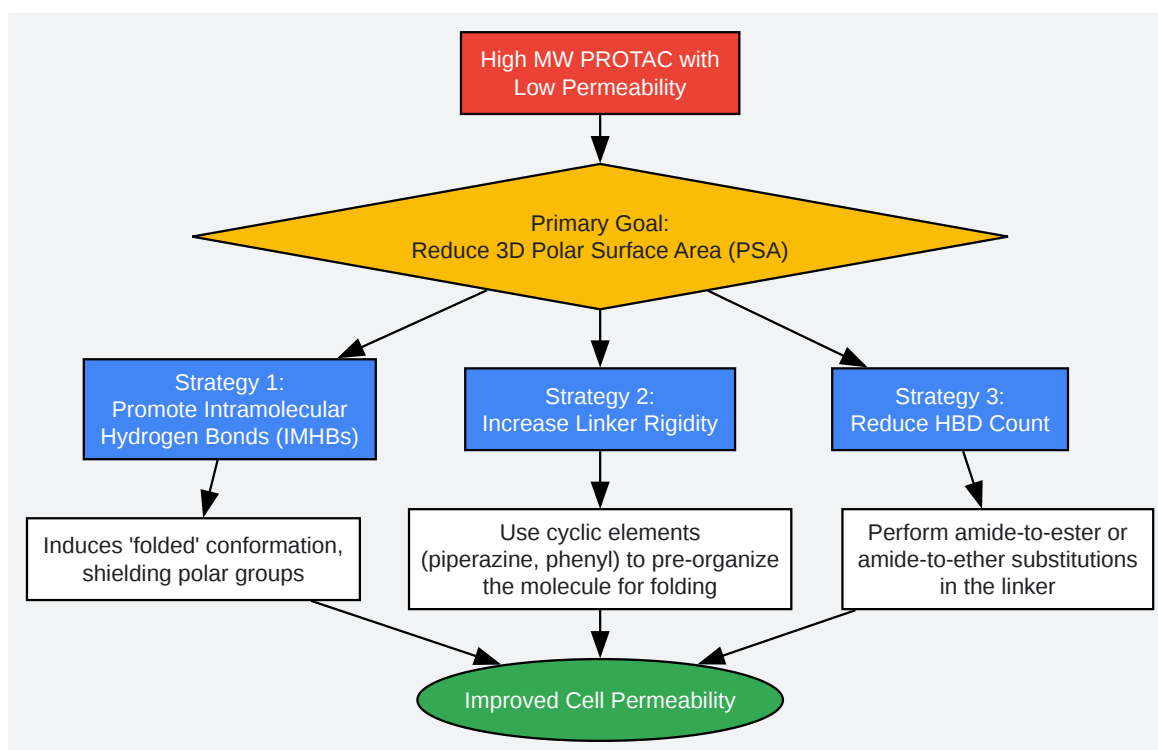 High MW PROTAC with
Low Permeability
Primary Goal:
Reduce 3D Polar Surface Area (PSA)
Strategy 1:
Promote Intramolecular
Hydrogen Bonds (IMHBs)
Strategy 2:
Increase Linker Rigidity
Strategy 3:
Reduce HBD Count
Induces 'folded' conformation,
shielding polar groups
Use cyclic elements
(piperazine, phenyl) to pre-organize
the molecule for folding
Perform amide-to-ester or
amide-to-ether substitutions
in the linker
Improved Cell Permeability